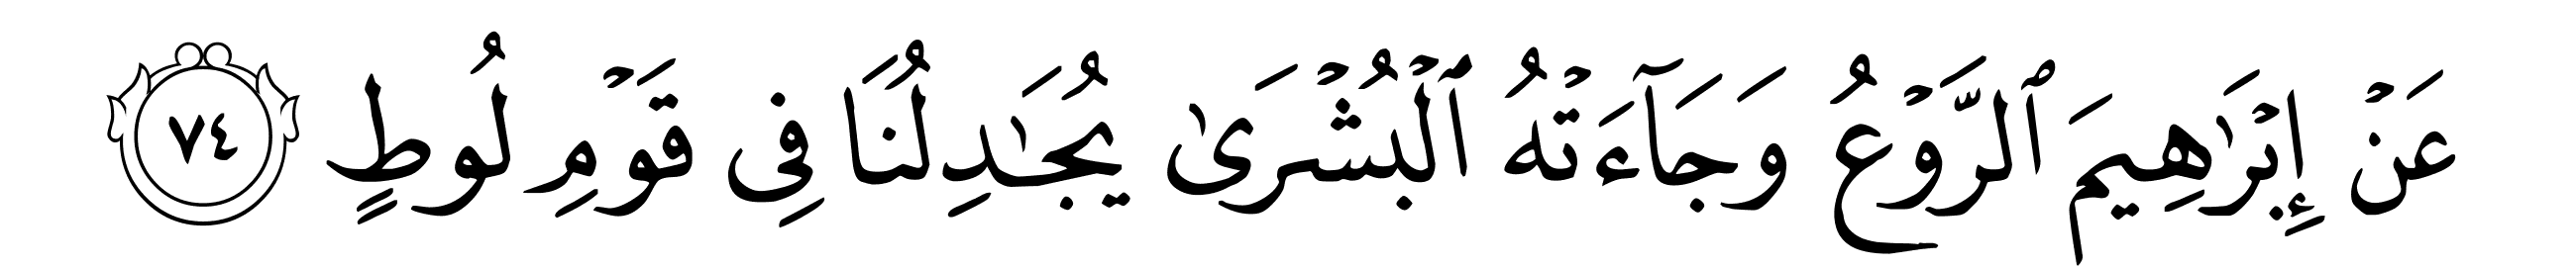 عَنْ إِبْرَٰهِيمَ ٱلرَّوْعُ وَجَآءَتْهُ ٱلْبُشْرَىٰ يُجَٰدِلُنَا فِى قَوْمِ لُوطٍ ٧٤